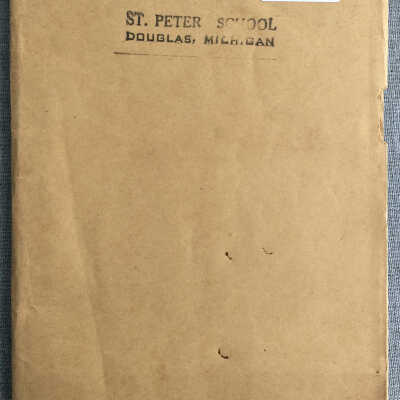 ST. PETER SCHOOL
DOUGLAS, MICHIGAN